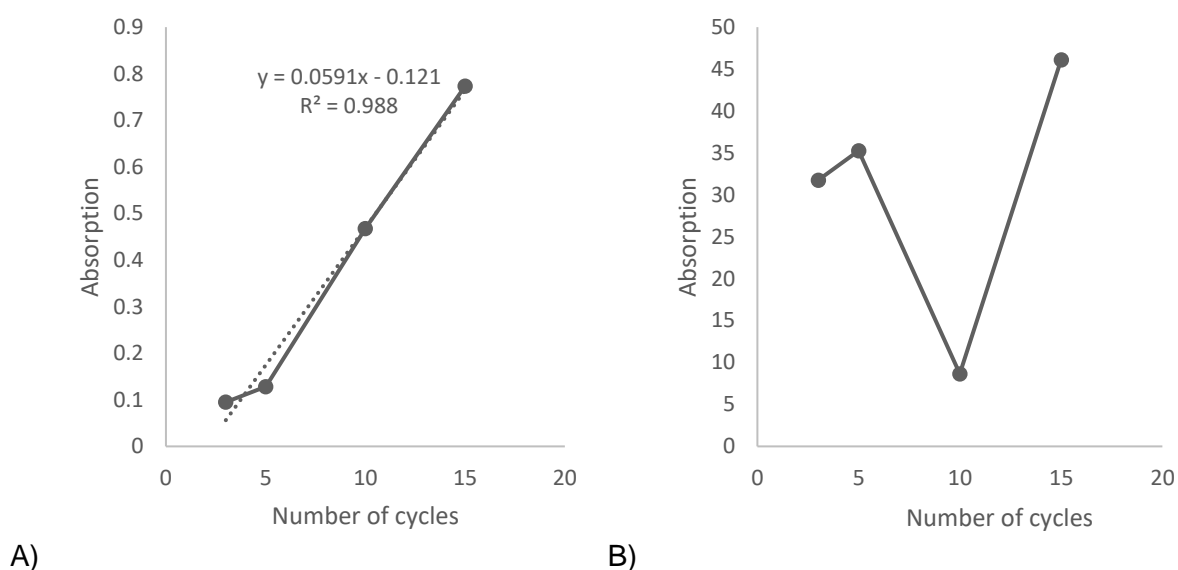 0.9
0.8
0.7
0.6
0.5
0.4
0.3
0.2
0.1
0
Absorption
y = 0.0591x - 0.121
R² = 0.988
0 5 10 15 20
Number of cycles
A)
50
45
40
35
30
25
20
15
10
5
0
Absorption
0 5 10 15 20
Number of cycles
B)